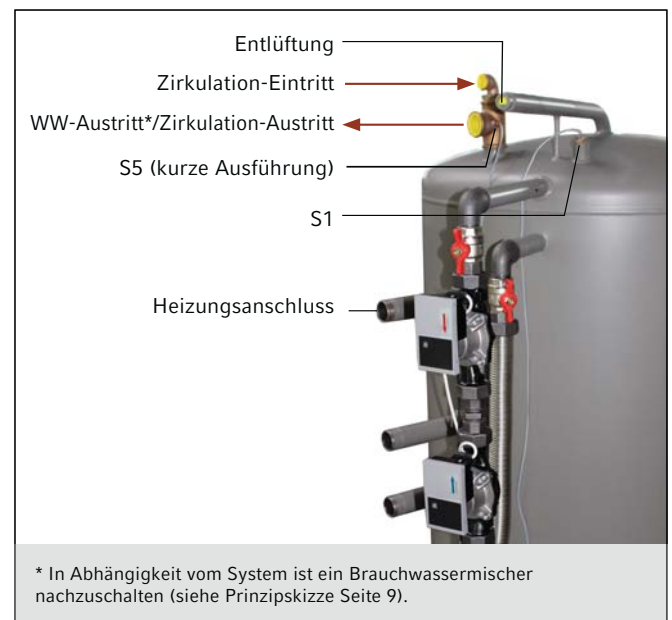 Entlüftung
Zirkulation-Eintritt
WW-Austritt*/Zirkulation-Austritt
S5 (kurze Ausführung)
S1
Heizungsanschluss
* In Abhängigkeit vom System ist ein Brauchwassermischer
nachzuschalten (siehe Prinzipskizze Seite 9).